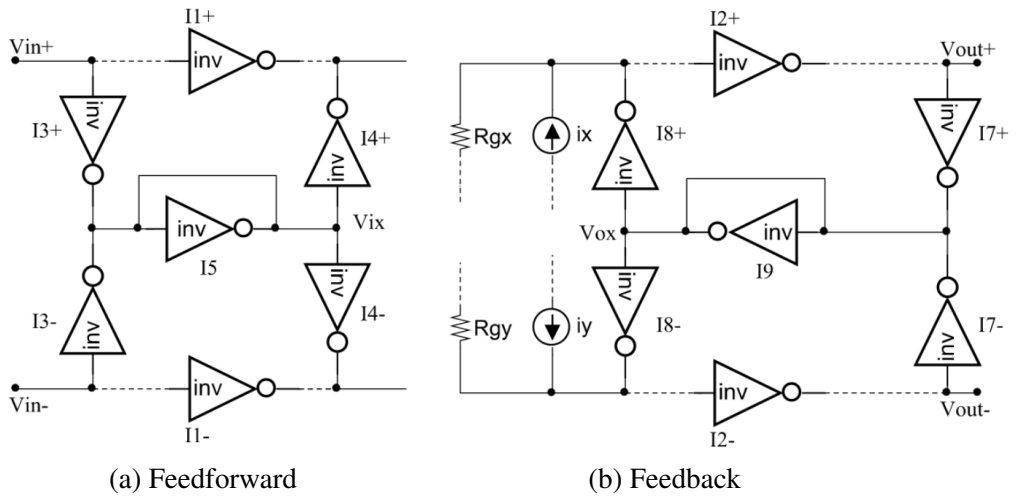 I1+
Vin+
inv
inv
I3+
I4+
inv
inv
Vix
I5
inv
I3-
inv
I4-
inv
Vin-
I1-
(a) Feedforward
I2+
Vout+
inv
Rgx
ix
I8+
inv
inv
I7+
Vox
inv
I9
Rgy
iy
inv
I8-
inv
I7-
inv
Vout-
I2-
(b) Feedback